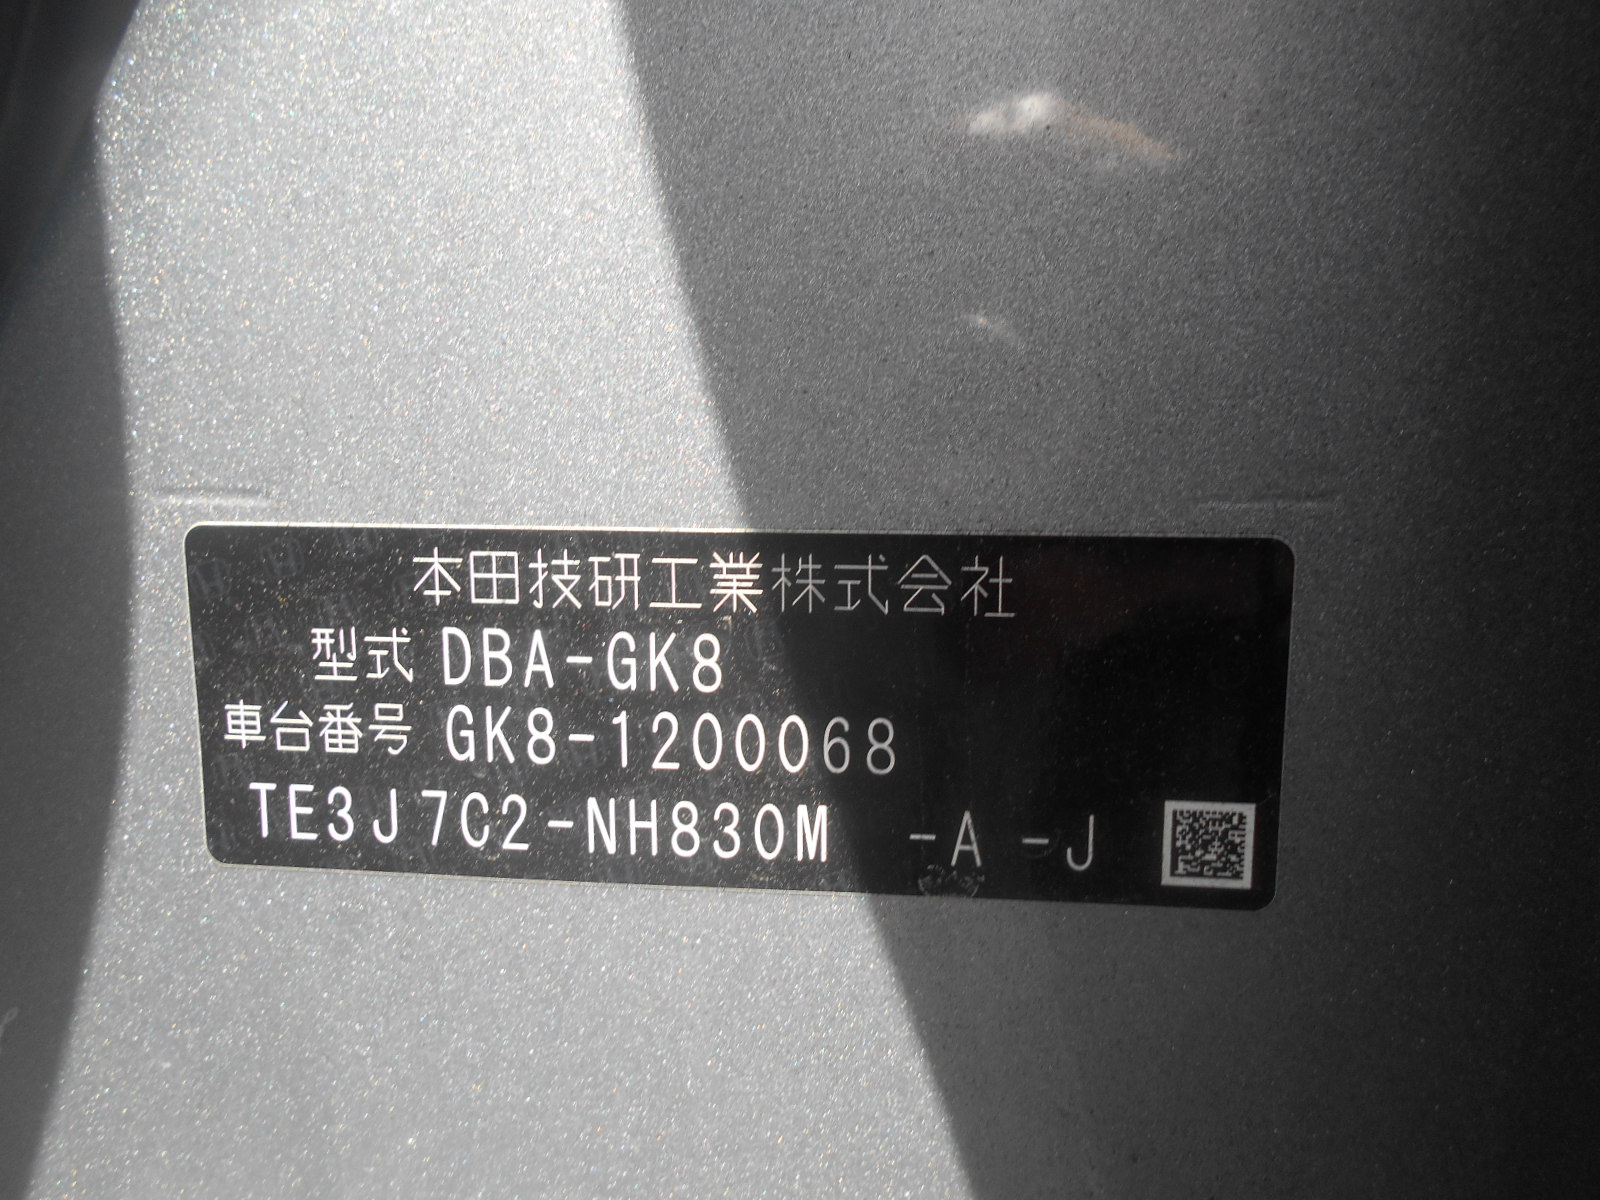 本田技研工業株式会社
型式 DBA-GK8
車台番号 GK8-1200068
TE3J7C2-NH830M -A -J